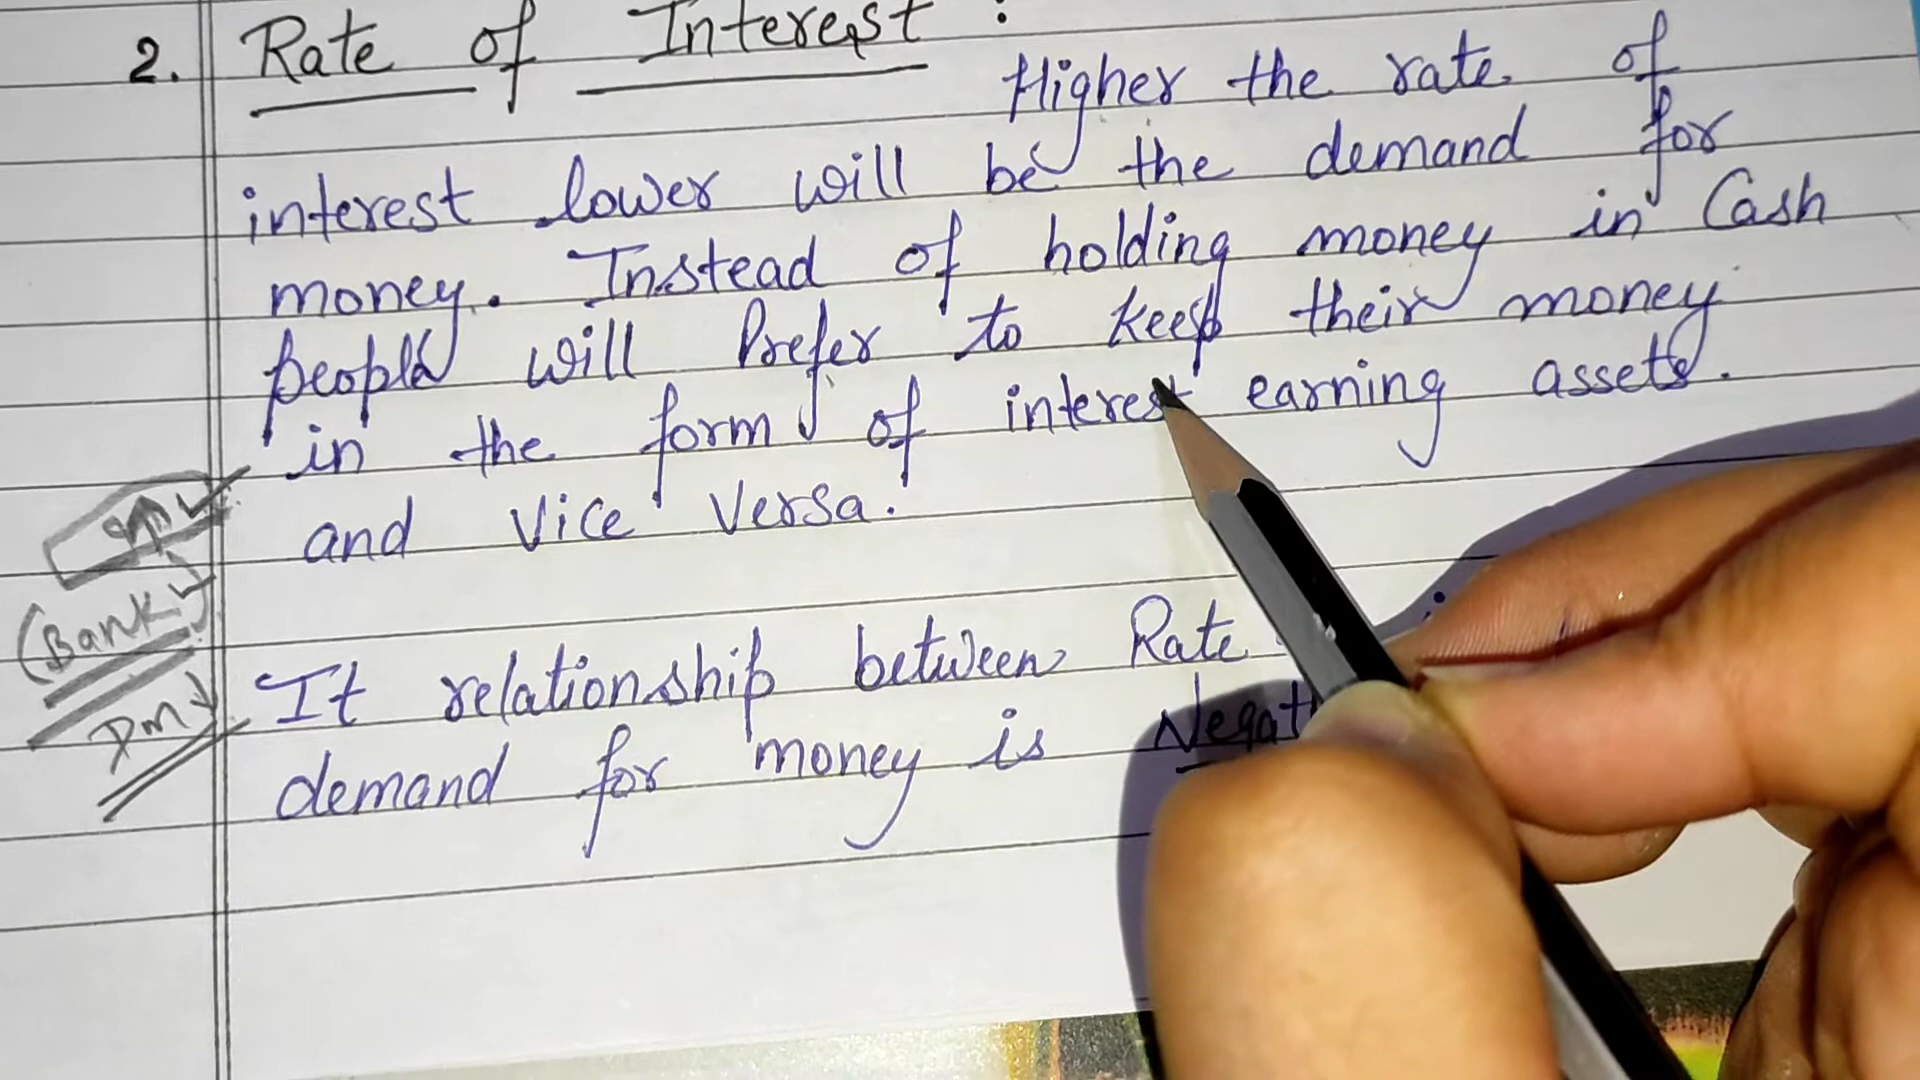 2. Rate of Interest :
Higher the rate of
interest lower will be the demand for
money. Instead of holding money in Cash
people will Prefer to keep their money
in the form of interest earning assets.
and Vice Versa.
(Bank)
It relationship between Rate
DM↓
demand for money is Negat